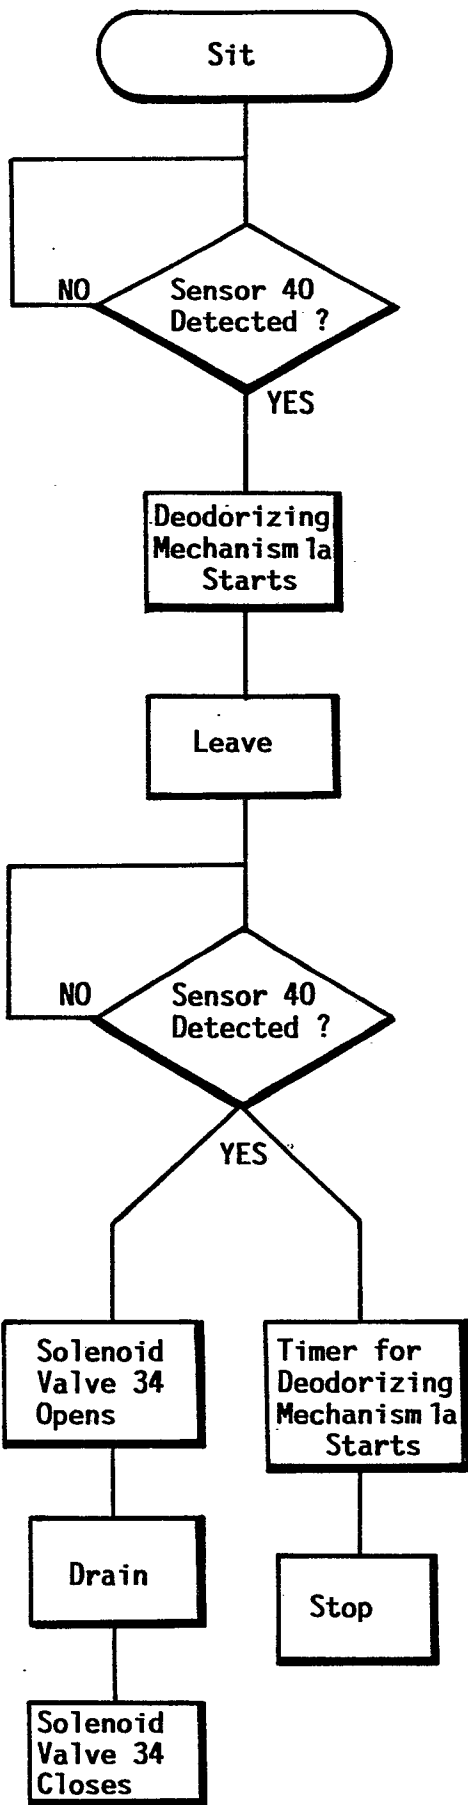 Sit
NO
Sensor 40
Detected ?
YES
Deodorizing
Mechanism 1a
Starts
Leave
NO
Sensor 40
Detected ?
YES
Solenoid
Valve 34
Opens
Timer for
Deodorizing
Mechanism 1a
Starts
Drain
Stop
Solenoid
Valve 34
Closes